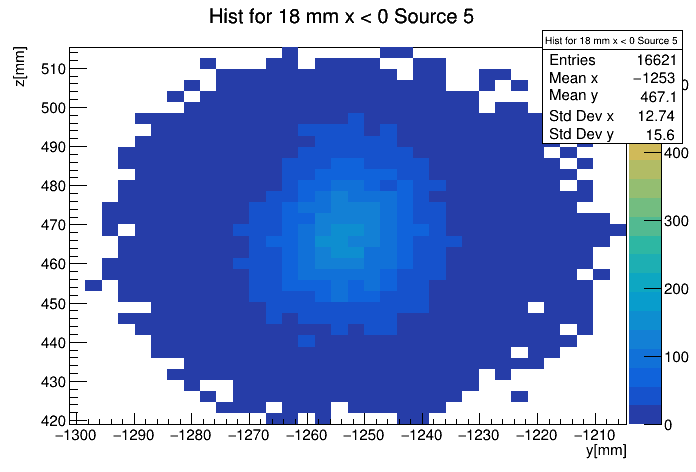 Hist for 18 mm x < 0 Source 5
Hist for 18 mm x < 0 Source 5
Entries 16621
Mean x −1253
Mean y 467.1
Std Dev x 12.74
Std Dev y 15.6
z[mm]
510
500
490
480
470
460
450
440
430
420
−1300 −1290 −1280 −1270 −1260 −1250 −1240 −1230 −1220 −1210
y[mm]
400
300
200
100
0